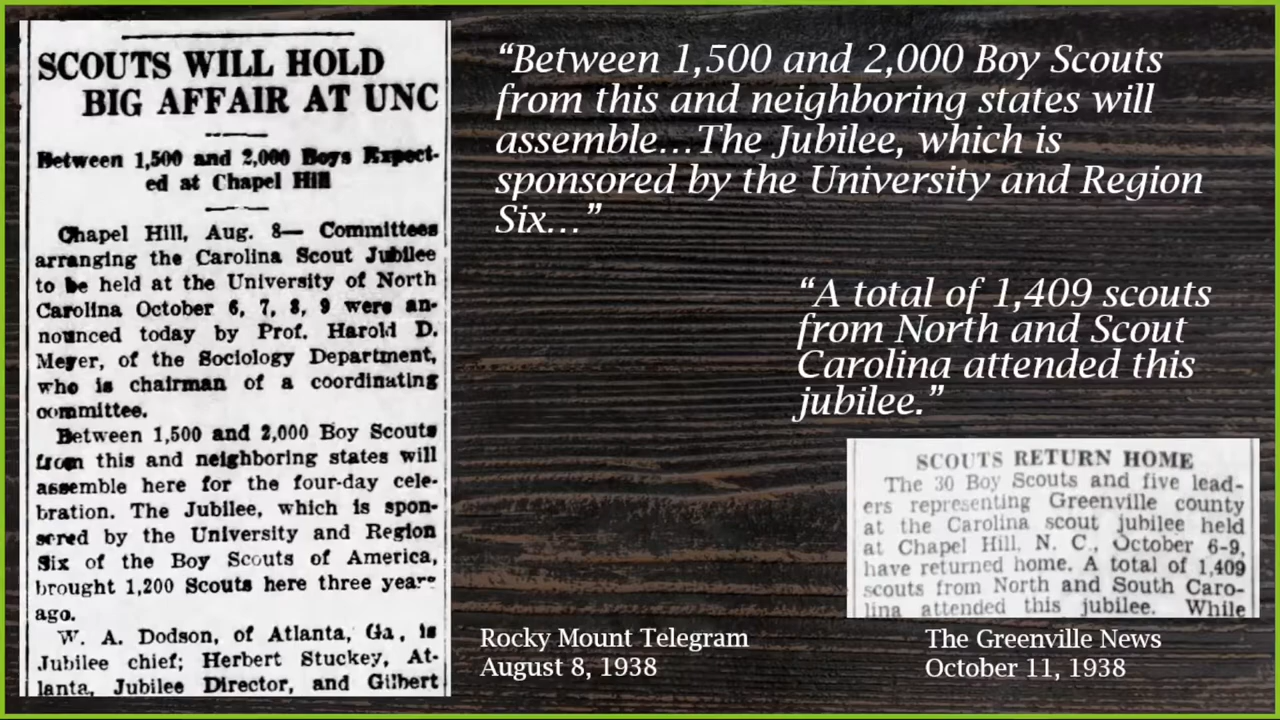 SCOUTS WILL HOLD
BIG AFFAIR AT UNC
Between 1,500 and 2,000 Boys Expect-
ed at Chapel Hill
Chapel Hill, Aug. 8— Committees
arranging the Carolina Scout Jubilee
to be held at the University of North
Carolina October 6, 7, 8, 9 were an-
nounced today by Prof. Harold D.
Meyer, of the Sociology Department,
who is chairman of a coordinating
committee.
Between 1,500 and 2,000 Boy Scouts
from this and neighboring states will
assemble here for the four-day cele-
bration. The Jubilee, which is spon-
sered by the University and Region
Six of the Boy Scouts of America,
brought 1,200 Scouts here three years
ago.
W. A. Dodson, of Atlanta, Ga, is
Jubilee chief; Herbert Stuckey, At-
lanta, Jubilee Director, and Gilbert
“Between 1,500 and 2,000 Boy Scouts
from this and neighboring states will
assemble…The Jubilee, which is
sponsored by the University and Region
Six…”
“A total of 1,409 scouts
from North and Scout
Carolina attended this
jubilee.”
SCOUTS RETURN HOME
The 30 Boy Scouts and five lead-
ers representing Greenville county
at the Carolina scout jubilee held
at Chapel Hill, N. C., October 6-9,
have returned home. A total of 1,409
scouts from North and South Caro-
lina attended this jubilee. While
Rocky Mount Telegram
August 8, 1938
The Greenville News
October 11, 1938